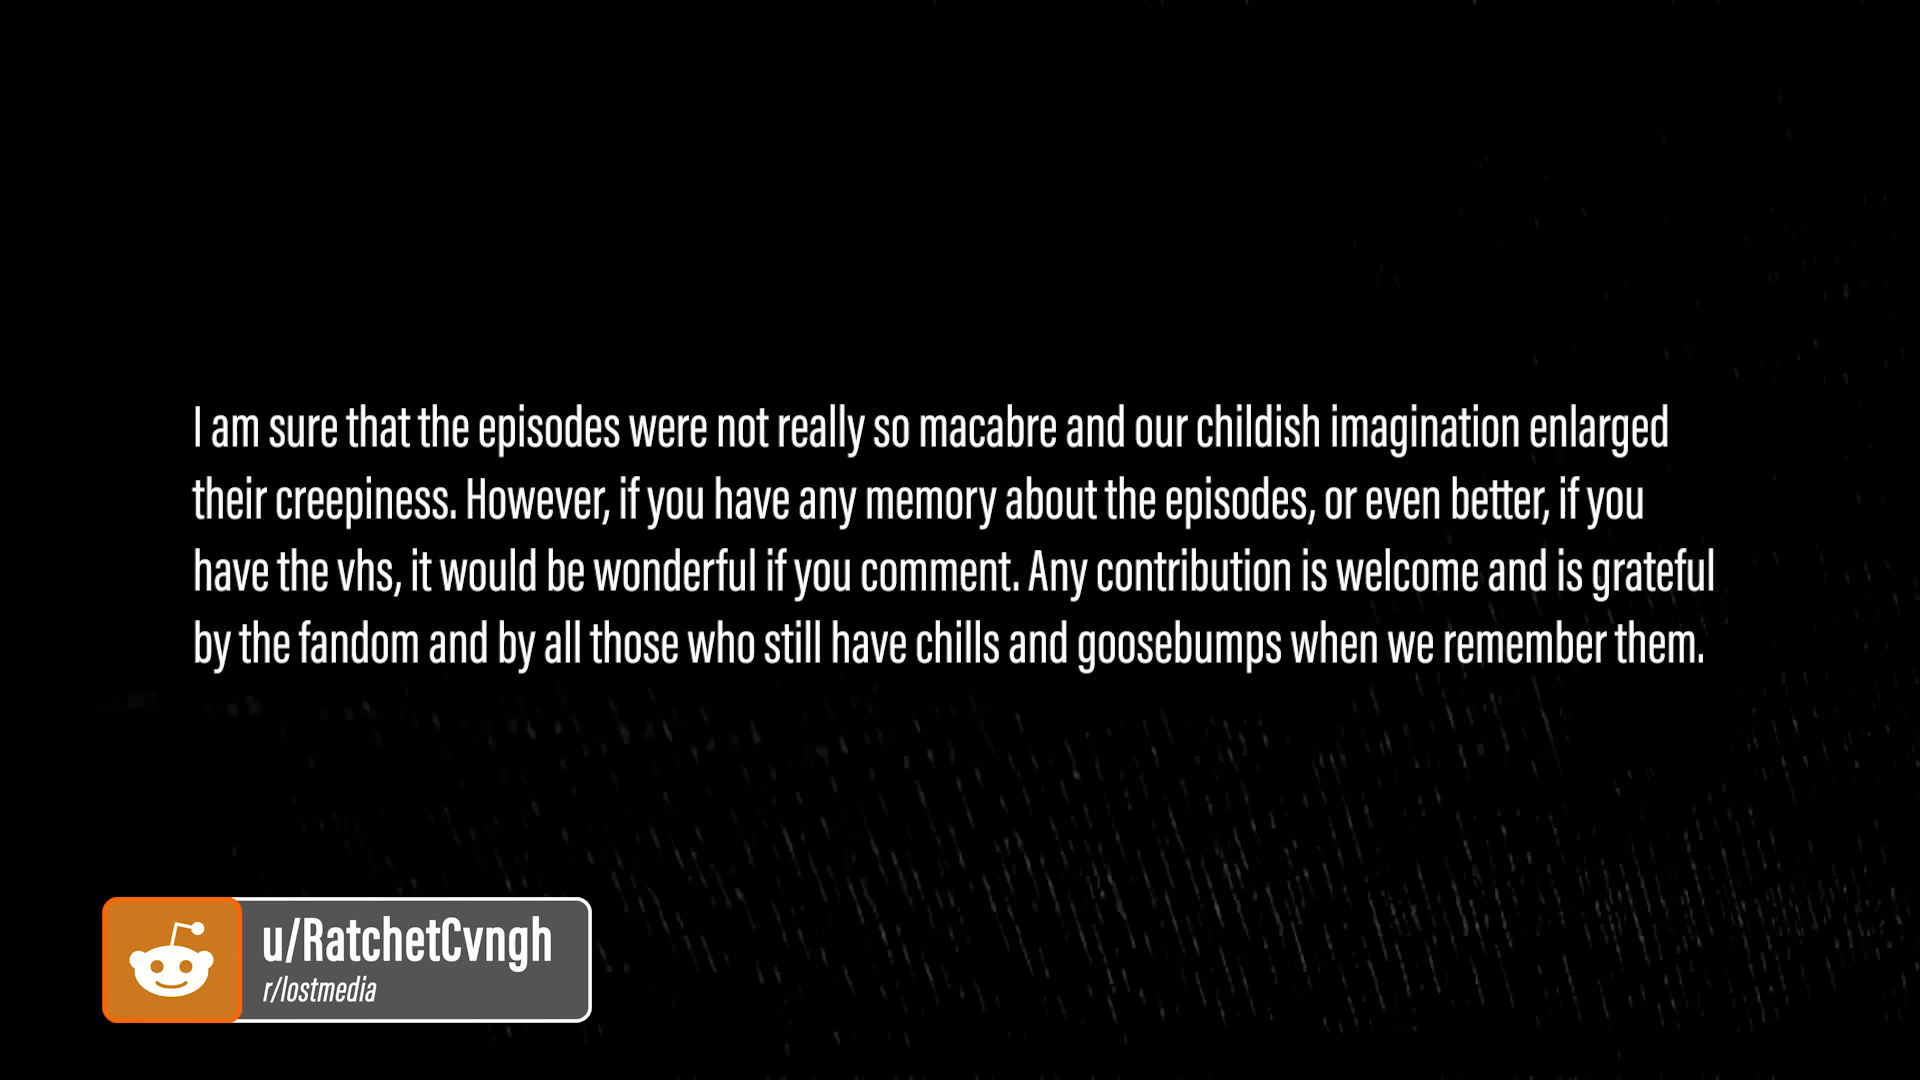 I am sure that the episodes were not really so macabre and our childish imagination enlarged
their creepiness. However, if you have any memory about the episodes, or even better, if you
have the vhs, it would be wonderful if you comment. Any contribution is welcome and is grateful
by the fandom and by all those who still have chills and goosebumps when we remember them.
u/RatchetCvngh
r/lostmedia